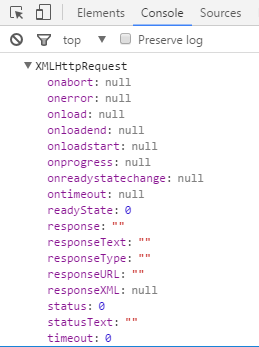 Elements Console Sources
top Preserve log
XMLHttpRequest
onabort: null
onerror: null
onload: null
onloadend: null
onloadstart: null
onprogress: null
onreadystatechange: null
ontimeout: null
readyState: 0
response: ""
responseText: ""
responseType: ""
responseURL: ""
responseXML: null
status: 0
statusText: ""
timeout: 0